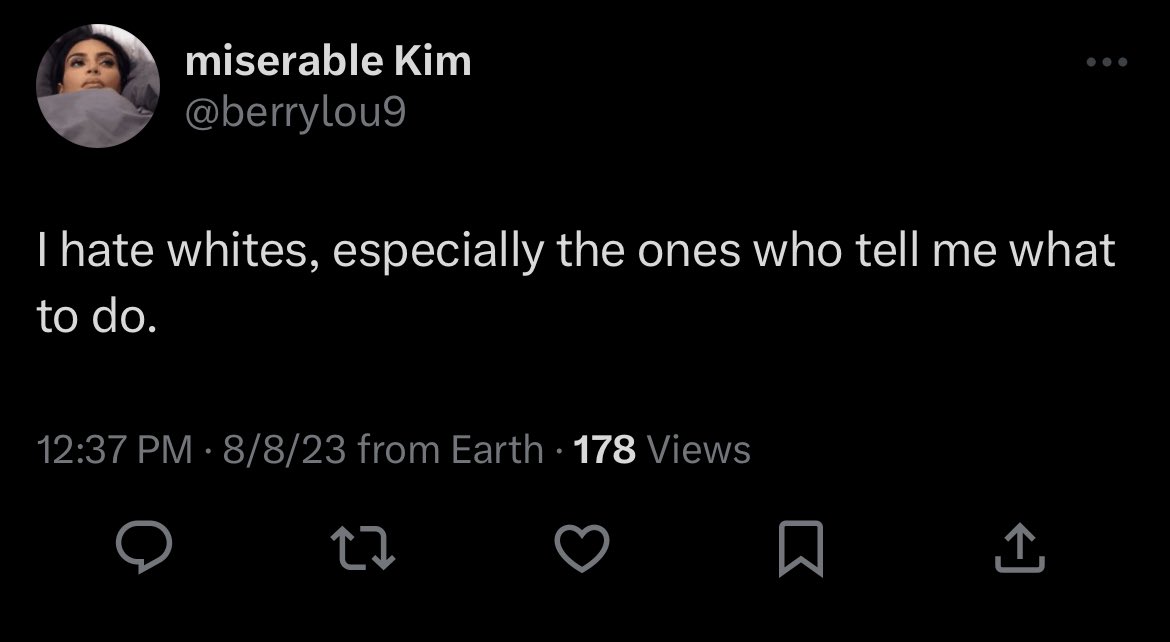 miserable Kim
@berrylou9
I hate whites, especially the ones who tell me what
to do.
12:37 PM · 8/8/23 from Earth · 178 Views